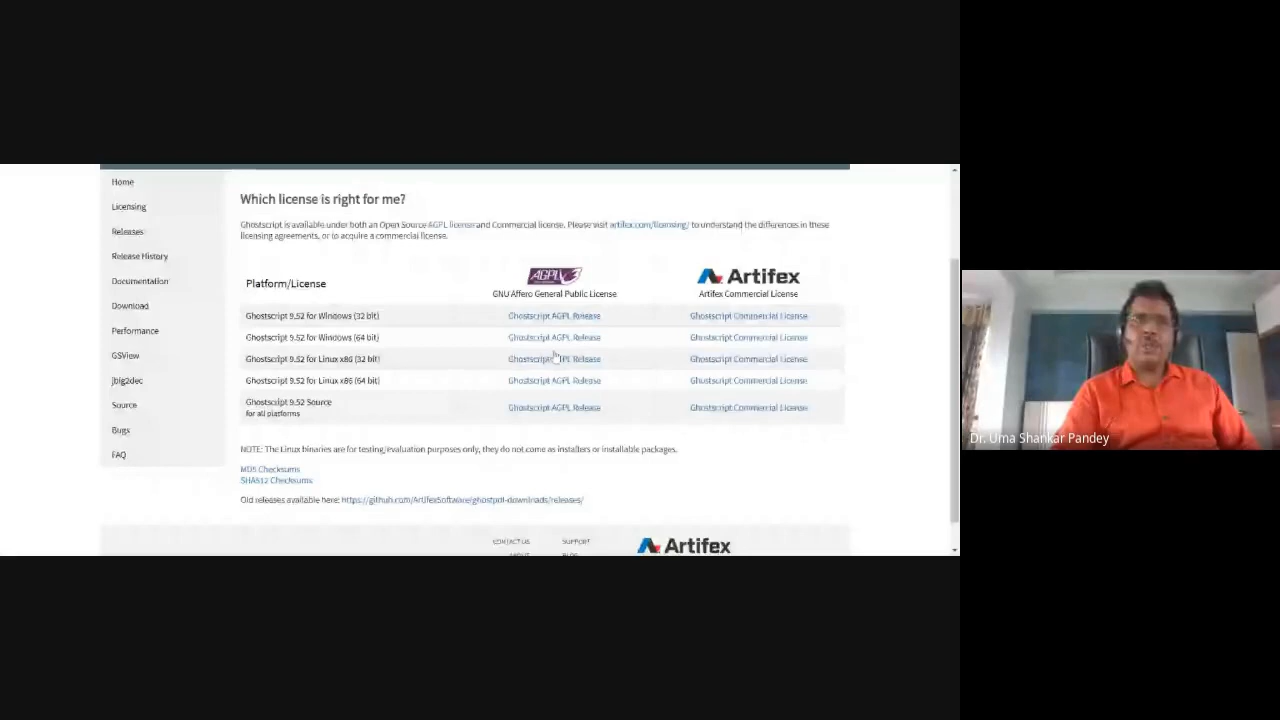 Home
Licensing
Releases
Release History
Documentation
Download
Performance
GSView
jbig2dec
Source
Bugs
FAQ
Which license is right for me?
Ghostscript is available under both an Open Source AGPL license and Commercial license. Please visit artifex.com/licensing/ to understand the differences in these
licensing agreements, or to acquire a commercial license.
Platform/License
AGPLv3
GNU Affero General Public License
Artifex
Artifex Commercial License
Ghostscript 9.52 for Windows (32 bit) Ghostscript AGPL Release Ghostscript Commercial License
Ghostscript 9.52 for Windows (64 bit) Ghostscript AGPL Release Ghostscript Commercial License
Ghostscript 9.52 for Linux x86 (32 bit) Ghostscript AGPL Release Ghostscript Commercial License
Ghostscript 9.52 for Linux x86 (64 bit) Ghostscript AGPL Release Ghostscript Commercial License
Ghostscript 9.52 Source
for all platforms
Ghostscript AGPL Release Ghostscript Commercial License
NOTE: The Linux binaries are for testing/evaluation purposes only, they do not come as installers or installable packages.
MD5 Checksums
SHA512 Checksums
Old releases available here: https://github.com/ArtifexSoftware/ghostpdl-downloads/releases/
CONTACT US SUPPORT
ABOUT BLOG
Artifex
Dr. Uma Shankar Pandey